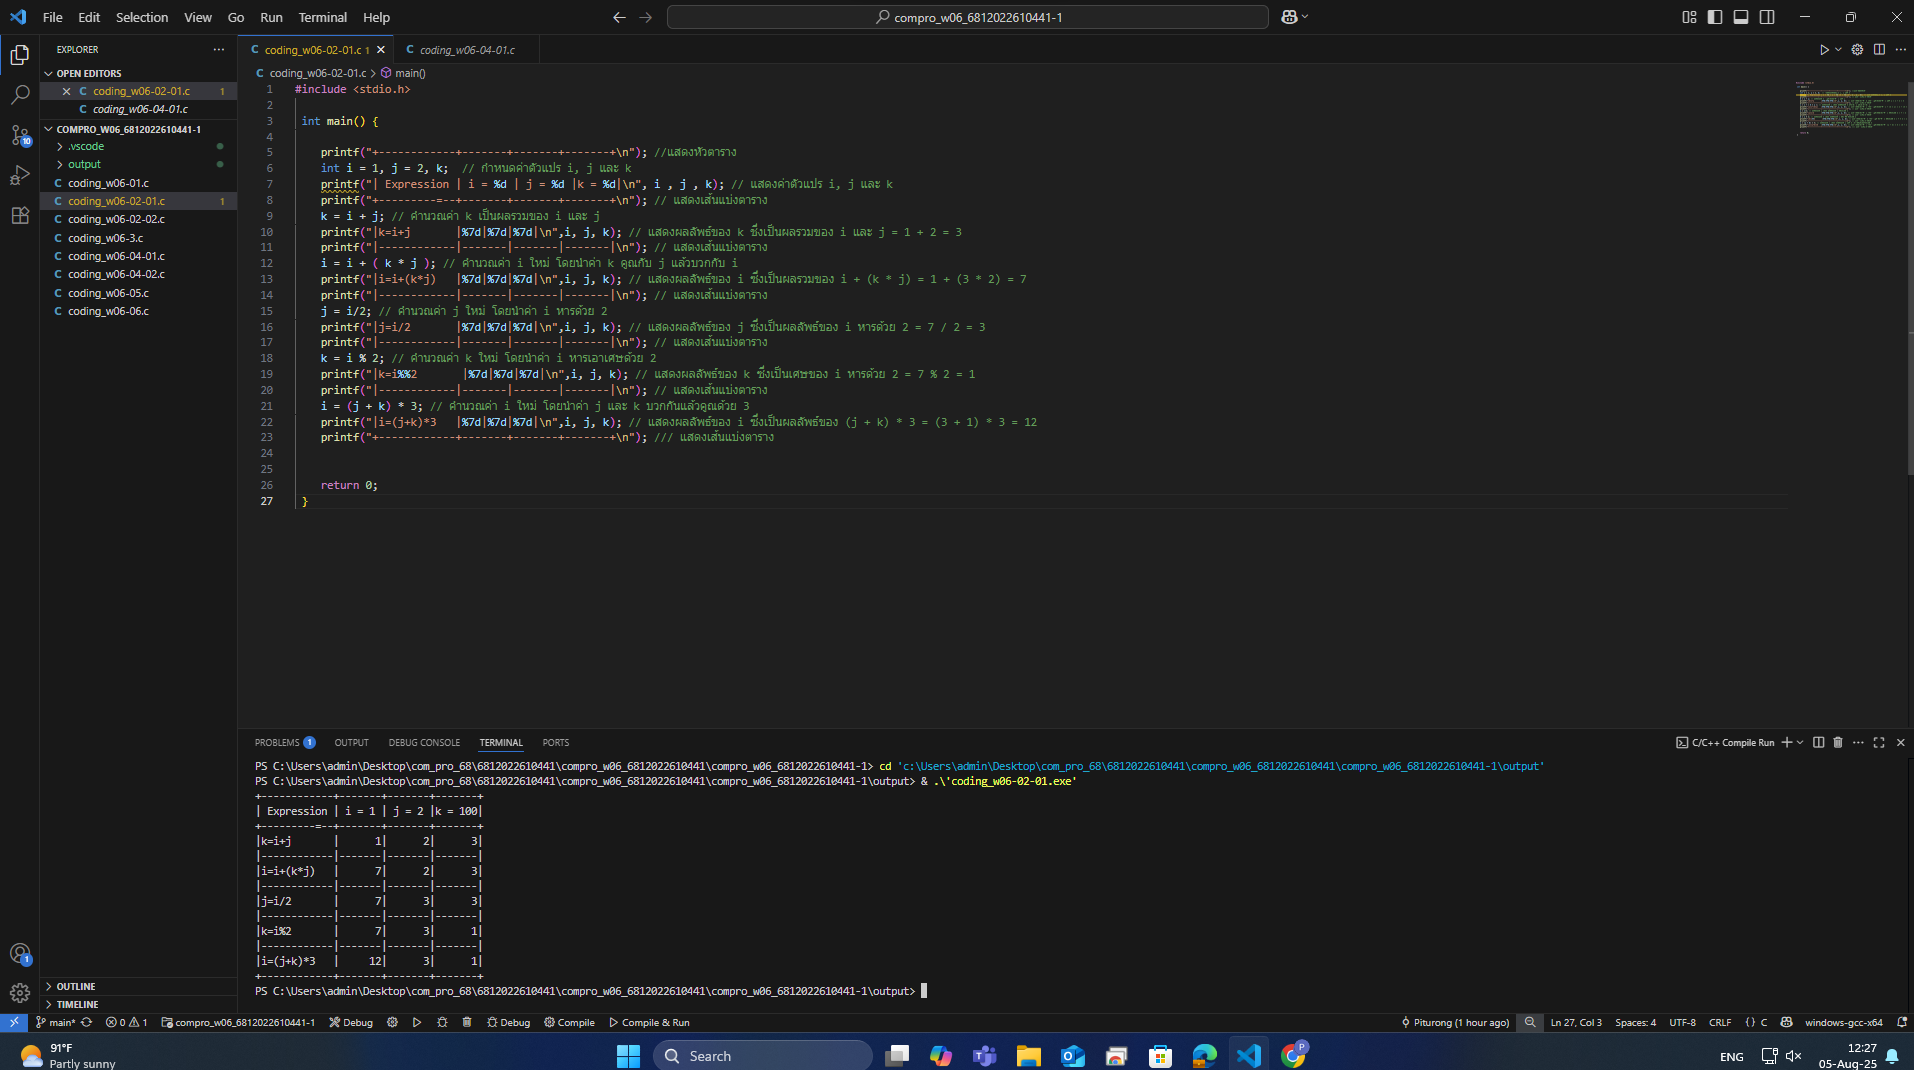 File Edit Selection View Go Run Terminal Help
compro_w06_6812022610441-1
EXPLORER
OPEN EDITORS
coding_w06-02-01.c 1
coding_w06-04-01.c
COMPRO_W06_6812022610441-1
.vscode
output
coding_w06-01.c
coding_w06-02-01.c 1
coding_w06-02-02.c
coding_w06-3.c
coding_w06-04-01.c
coding_w06-04-02.c
coding_w06-05.c
coding_w06-06.c
OUTLINE
TIMELINE
coding_w06-02-01.c 1 coding_w06-04-01.c
coding_w06-02-01.c > main()
1 #include <stdio.h>
2
3 int main() {
4
5 printf("+------------+-------+-------+-------+\n"); //แสดงหัวตาราง
6 int i = 1, j = 2, k; // กำหนดค่าตัวแปร i, j และ k
7 printf("| Expression | i = %d | j = %d |k = %d|\n", i , j , k); // แสดงค่าตัวแปร i, j และ k
8 printf("+---------=--+-------+-------+-------+\n"); // แสดงเส้นแบ่งตาราง
9 k = i + j; // คำนวณค่า k เป็นผลรวมของ i และ j
10 printf("|k=i+j       |%7d|%7d|%7d|\n",i, j, k); // แสดงผลลัพธ์ของ k ซึ่งเป็นผลรวมของ i และ j = 1 + 2 = 3
11 printf("|------------|-------|-------|-------|\n"); // แสดงเส้นแบ่งตาราง
12 i = i + ( k * j ); // คำนวณค่า i ใหม่ โดยนำค่า k คูณกับ j แล้วบวกกับ i
13 printf("|i=i+(k*j)   |%7d|%7d|%7d|\n",i, j, k); // แสดงผลลัพธ์ของ i ซึ่งเป็นผลรวมของ i + (k * j) = 1 + (3 * 2) = 7
14 printf("|------------|-------|-------|-------|\n"); // แสดงเส้นแบ่งตาราง
15 j = i/2; // คำนวณค่า j ใหม่ โดยนำค่า i หารด้วย 2
16 printf("|j=i/2       |%7d|%7d|%7d|\n",i, j, k); // แสดงผลลัพธ์ของ j ซึ่งเป็นผลลัพธ์ของ i หารด้วย 2 = 7 / 2 = 3
17 printf("|------------|-------|-------|-------|\n"); // แสดงเส้นแบ่งตาราง
18 k = i % 2; // คำนวณค่า k ใหม่ โดยนำค่า i หารเอาเศษด้วย 2
19 printf("|k=i%%2       |%7d|%7d|%7d|\n",i, j, k); // แสดงผลลัพธ์ของ k ซึ่งเป็นเศษของ i หารด้วย 2 = 7 % 2 = 1
20 printf("|------------|-------|-------|-------|\n"); // แสดงเส้นแบ่งตาราง
21 i = (j + k) * 3; // คำนวณค่า i ใหม่ โดยนำค่า j และ k บวกกันแล้วคูณด้วย 3
22 printf("|i=(j+k)*3   |%7d|%7d|%7d|\n",i, j, k); // แสดงผลลัพธ์ของ i ซึ่งเป็นผลลัพธ์ของ (j + k) * 3 = (3 + 1) * 3 = 12
23 printf("+------------+-------+-------+-------+\n"); /// แสดงเส้นแบ่งตาราง
24
25
26 return 0;
27 }
PROBLEMS 1 OUTPUT DEBUG CONSOLE TERMINAL PORTS
C/C++ Compile Run
PS C:\Users\admin\Desktop\com_pro_68\6812022610441\compro_w06_6812022610441\compro_w06_6812022610441-1> cd 'c:\Users\admin\Desktop\com_pro_68\6812022610441\compro_w06_6812022610441\compro_w06_6812022610441-1\output'
PS C:\Users\admin\Desktop\com_pro_68\6812022610441\compro_w06_6812022610441\compro_w06_6812022610441-1\output> & .\'coding_w06-02-01.exe'
+------------+-------+-------+-------+
| Expression | i = 1 | j = 2 |k = 100|
+---------=--+-------+-------+-------+
|k=i+j       |      1|      2|      3|
|------------|-------|-------|-------|
|i=i+(k*j)   |      7|      2|      3|
|------------|-------|-------|-------|
|j=i/2       |      7|      3|      3|
|------------|-------|-------|-------|
|k=i%2       |      7|      3|      1|
|------------|-------|-------|-------|
|i=(j+k)*3   |     12|      3|      1|
+------------+-------+-------+-------+
PS C:\Users\admin\Desktop\com_pro_68\6812022610441\compro_w06_6812022610441\compro_w06_6812022610441-1\output>
main* 0 1 compro_w06_6812022610441-1 Debug Debug Compile Compile & Run Piturong (1 hour ago) Ln 27, Col 3 Spaces: 4 UTF-8 CRLF {} C windows-gcc-x64
91°F
Partly sunny
Search
ENG
12:27
05-Aug-25